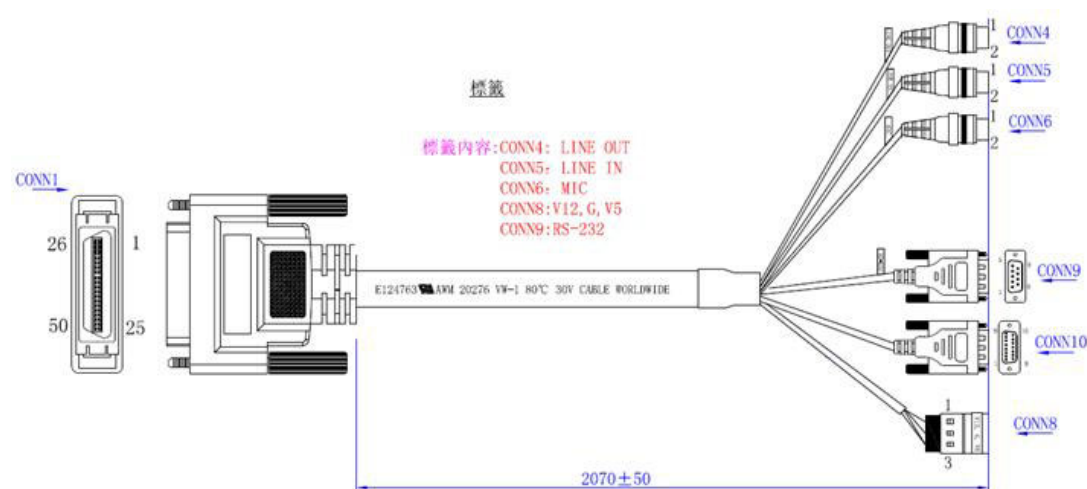 標籤
標籤內容:CONN4: LINE OUT
CONN5: LINE IN
CONN6: MIC
CONN8:V12,G,V5
CONN9:RS-232
CONN1
26
1
50
25
E124763 AWM 20276 VW-1 80℃ 30V CABLE WORLDWIDE
1
CONN4
2
1
CONN5
2
CONN6
2
CONN9
CONN10
1
CONN8
3
2070±50